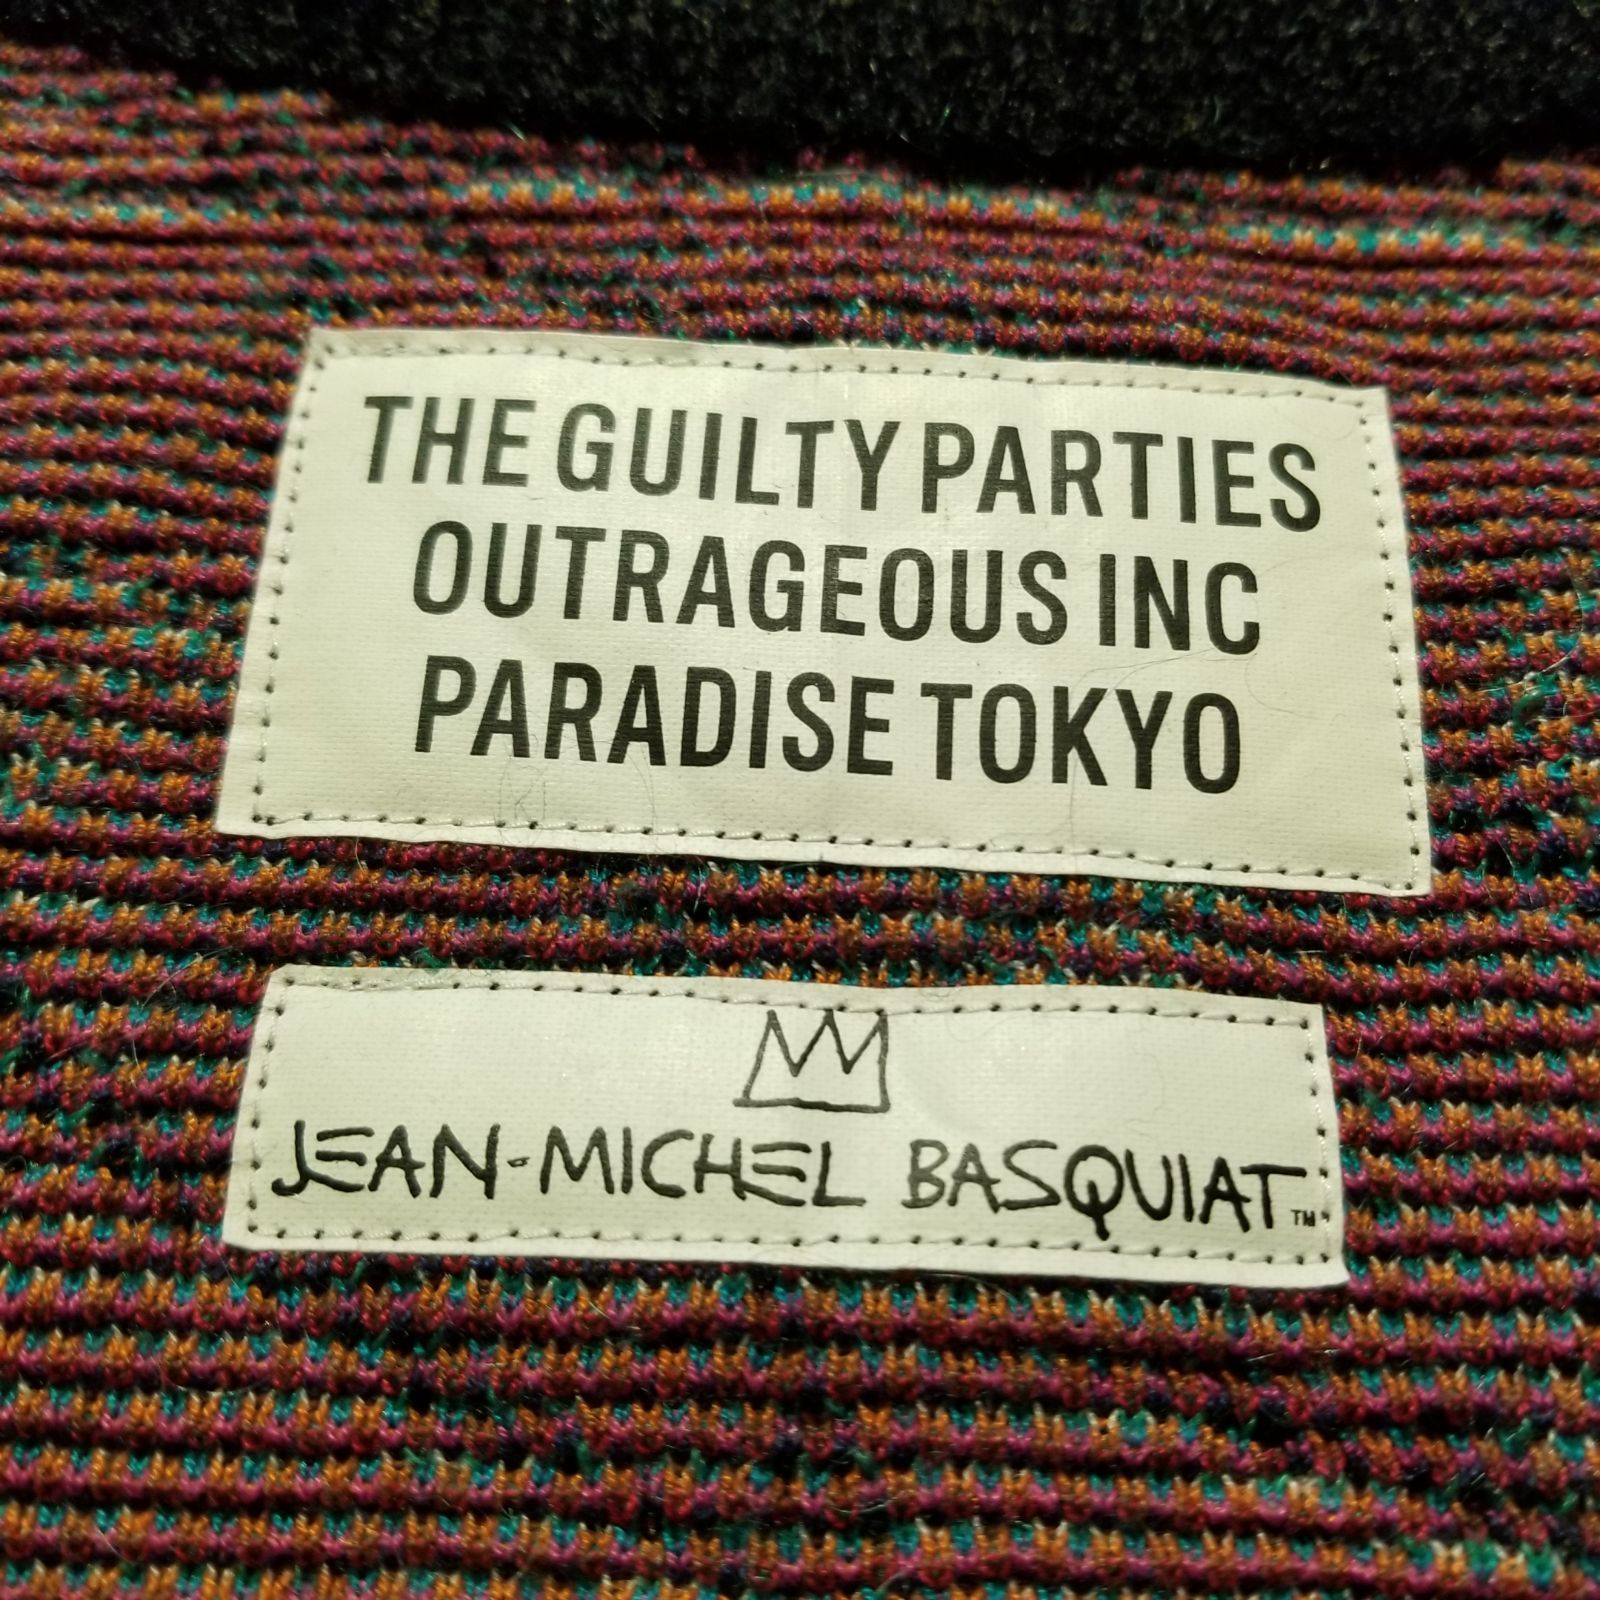 THE GUILTY PARTIES
OUTRAGEOUS INC
PARADISE TOKYO
JEAN-MICHEL BASQUIAT™